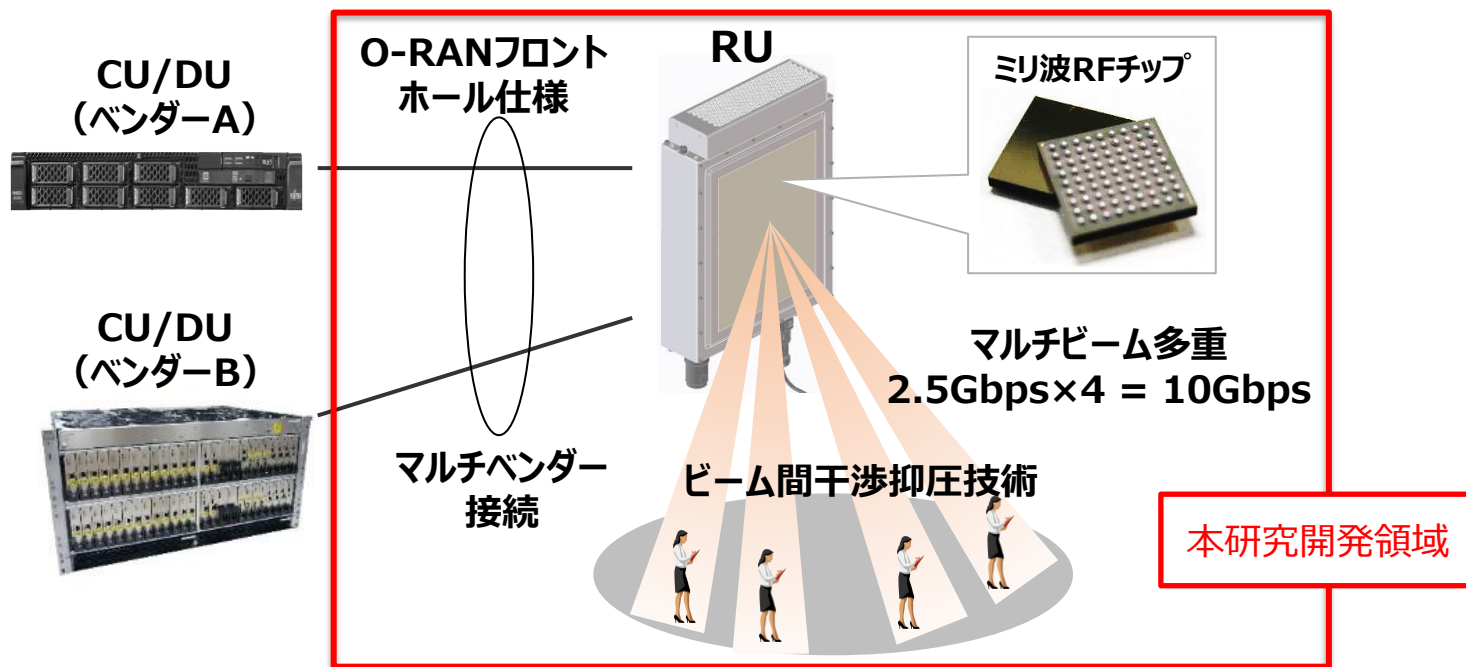 CU/DU
（ベンダーA）
O-RANフロント
ホール仕様
RU
ミリ波RFチップ
CU/DU
（ベンダーB）
マルチベンダー
接続
マルチビーム多重
2.5Gbps×4 = 10Gbps
ビーム間干渉抑圧技術
本研究開発領域